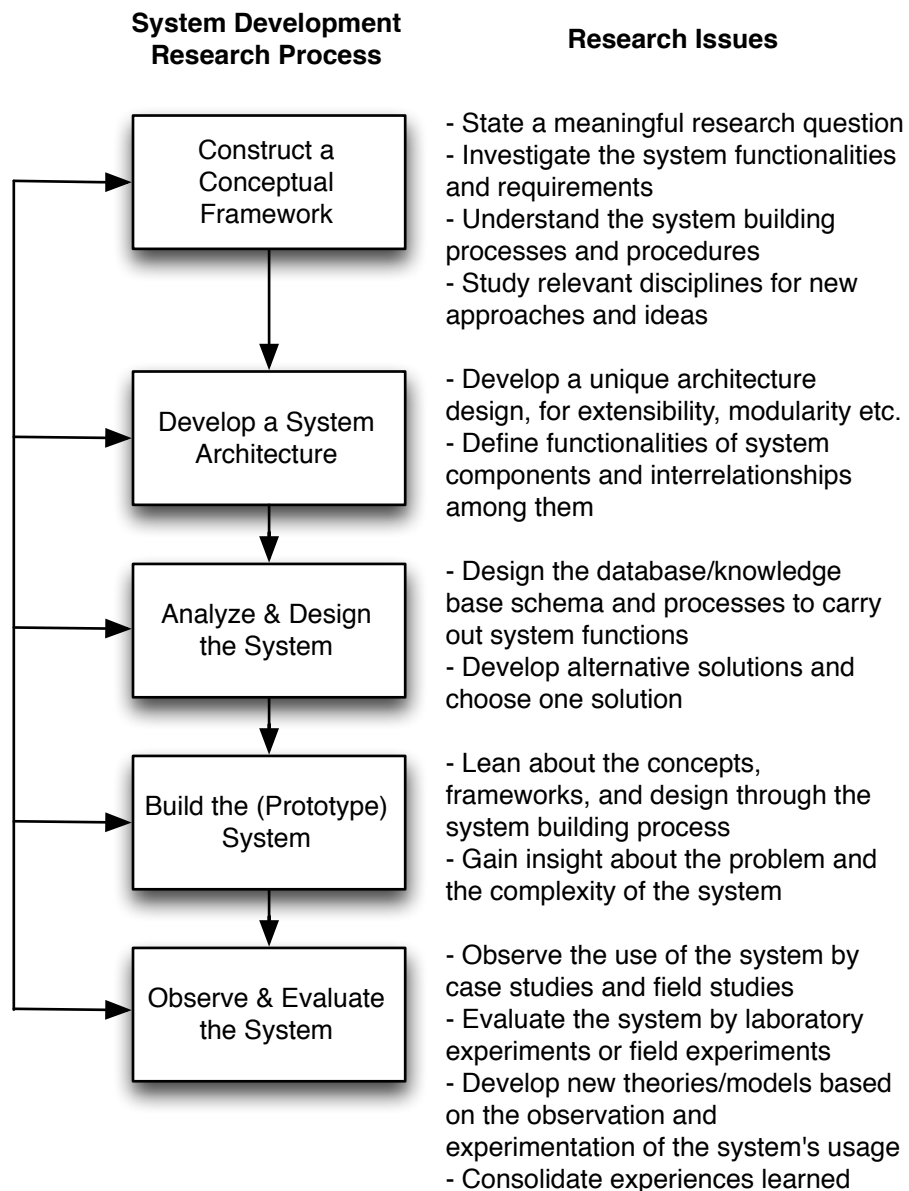 System Development
Research Process
Research Issues
Construct a
Conceptual
Framework
- State a meaningful research question
- Investigate the system functionalities
and requirements
- Understand the system building
processes and procedures
- Study relevant disciplines for new
approaches and ideas
Develop a System
Architecture
- Develop a unique architecture
design, for extensibility, modularity etc.
- Define functionalities of system
components and interrelationships
among them
Analyze & Design
the System
- Design the database/knowledge
base schema and processes to carry
out system functions
- Develop alternative solutions and
choose one solution
Build the (Prototype)
System
- Lean about the concepts,
frameworks, and design through the
system building process
- Gain insight about the problem and
the complexity of the system
Observe & Evaluate
the System
- Observe the use of the system by
case studies and field studies
- Evaluate the system by laboratory
experiments or field experiments
- Develop new theories/models based
on the observation and
experimentation of the system's usage
- Consolidate experiences learned